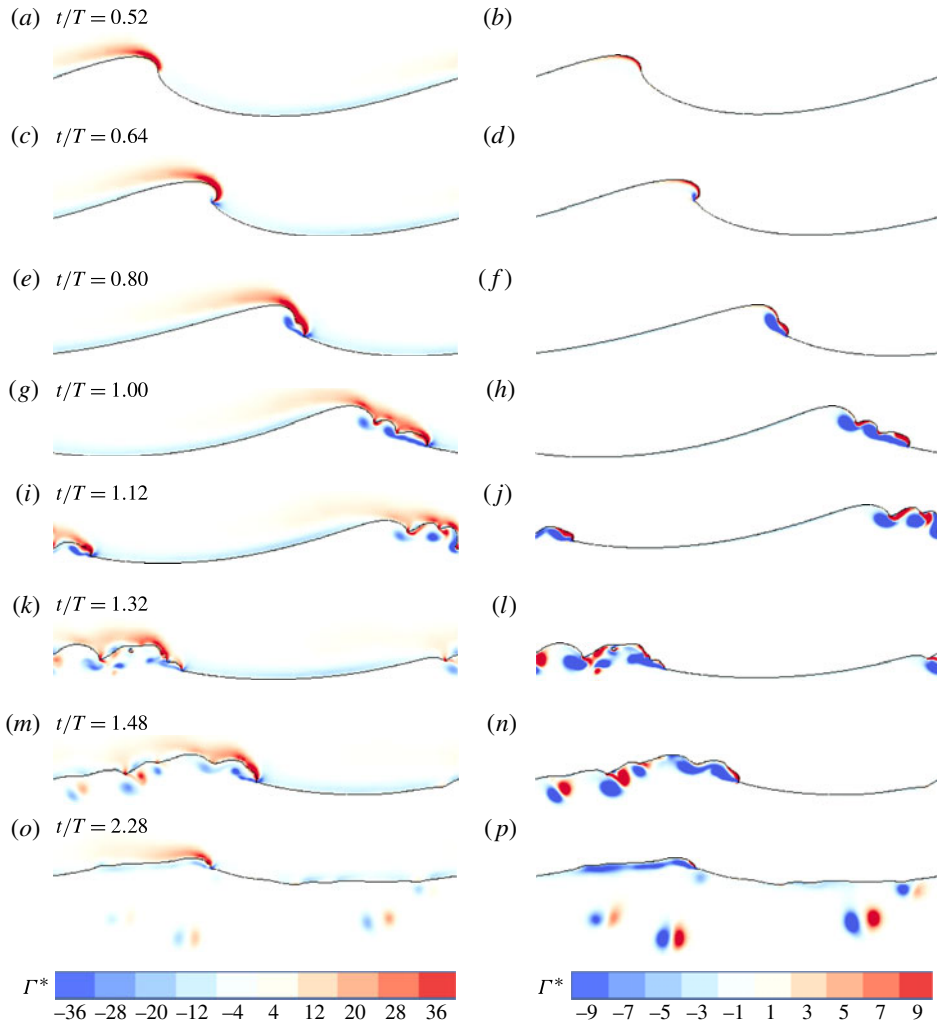 (a) t/T = 0.52 (b)
(c) t/T = 0.64 (d)
(e) t/T = 0.80 (f)
(g) t/T = 1.00 (h)
(i) t/T = 1.12 (j)
(k) t/T = 1.32 (l)
(m) t/T = 1.48 (n)
(o) t/T = 2.28 (p)
Γ* Γ*
–36 –28 –20 –12 –4 4 12 20 28 36 –9 –7 –5 –3 –1 1 3 5 7 9